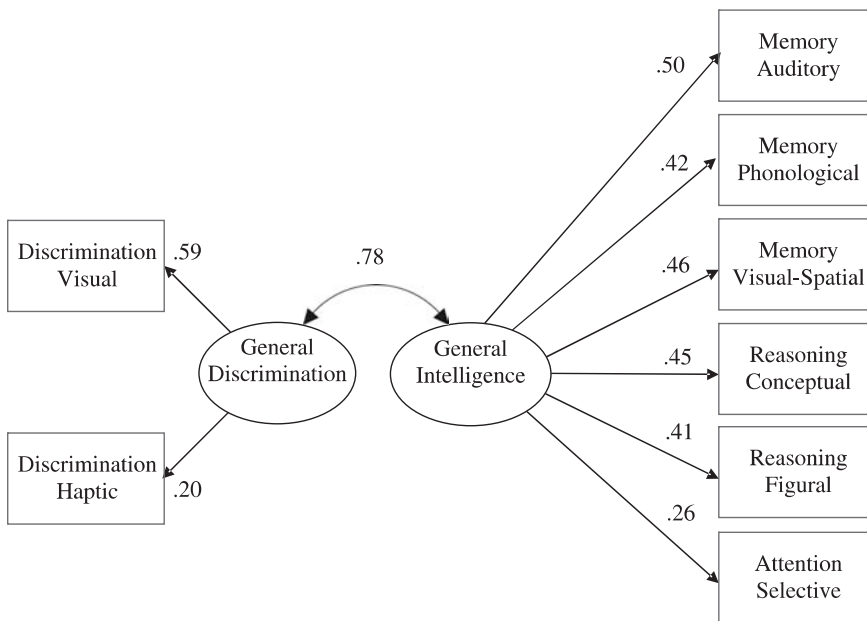 Memory
Auditory
.50
Memory
Phonological
.42
Discrimination
Visual
.59
.78
Memory
Visual-Spatial
.46
General
Discrimination
General
Intelligence
Reasoning
Conceptual
.45
Discrimination
Haptic
.20
.41
Reasoning
Figural
.26
Attention
Selective